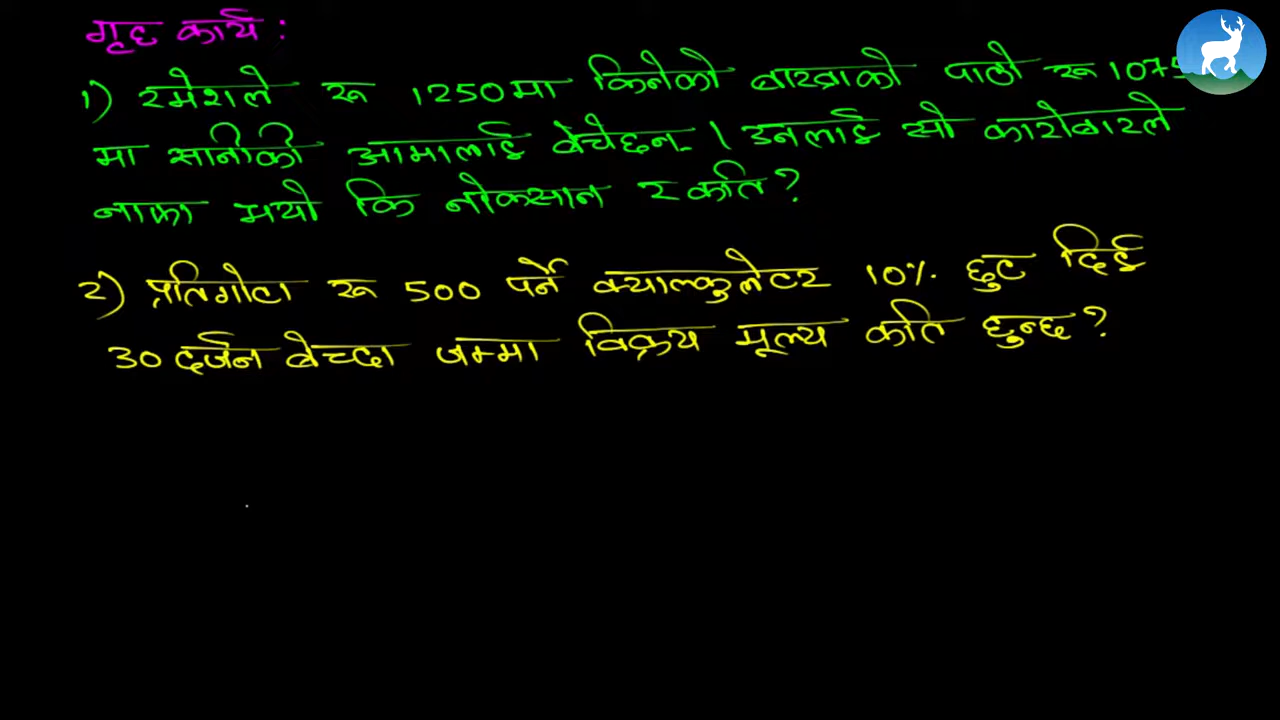 गृह कार्य :
1) रमेशले रू 1250मा किनेको बाख्राको पाठो रू 1075
मा सानीकी आमालाई बेचेछन् । उनलाई सो कारोबारले
नाफा भयो कि नोक्सान र कति ?
2) प्रतिगोटा रू 500 पर्ने क्याल्कुलेटर 10% छुट दिई
30 दर्जन बेच्दा जम्मा विक्रय मूल्य कति हुन्छ ?